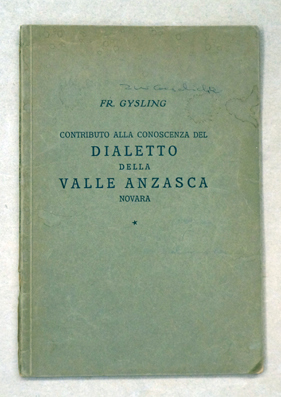 FR. GYSLING
CONTRIBUTO ALLA CONOSCENZA DEL
DIALETTO
DELLA
VALLE ANZASCA
NOVARA